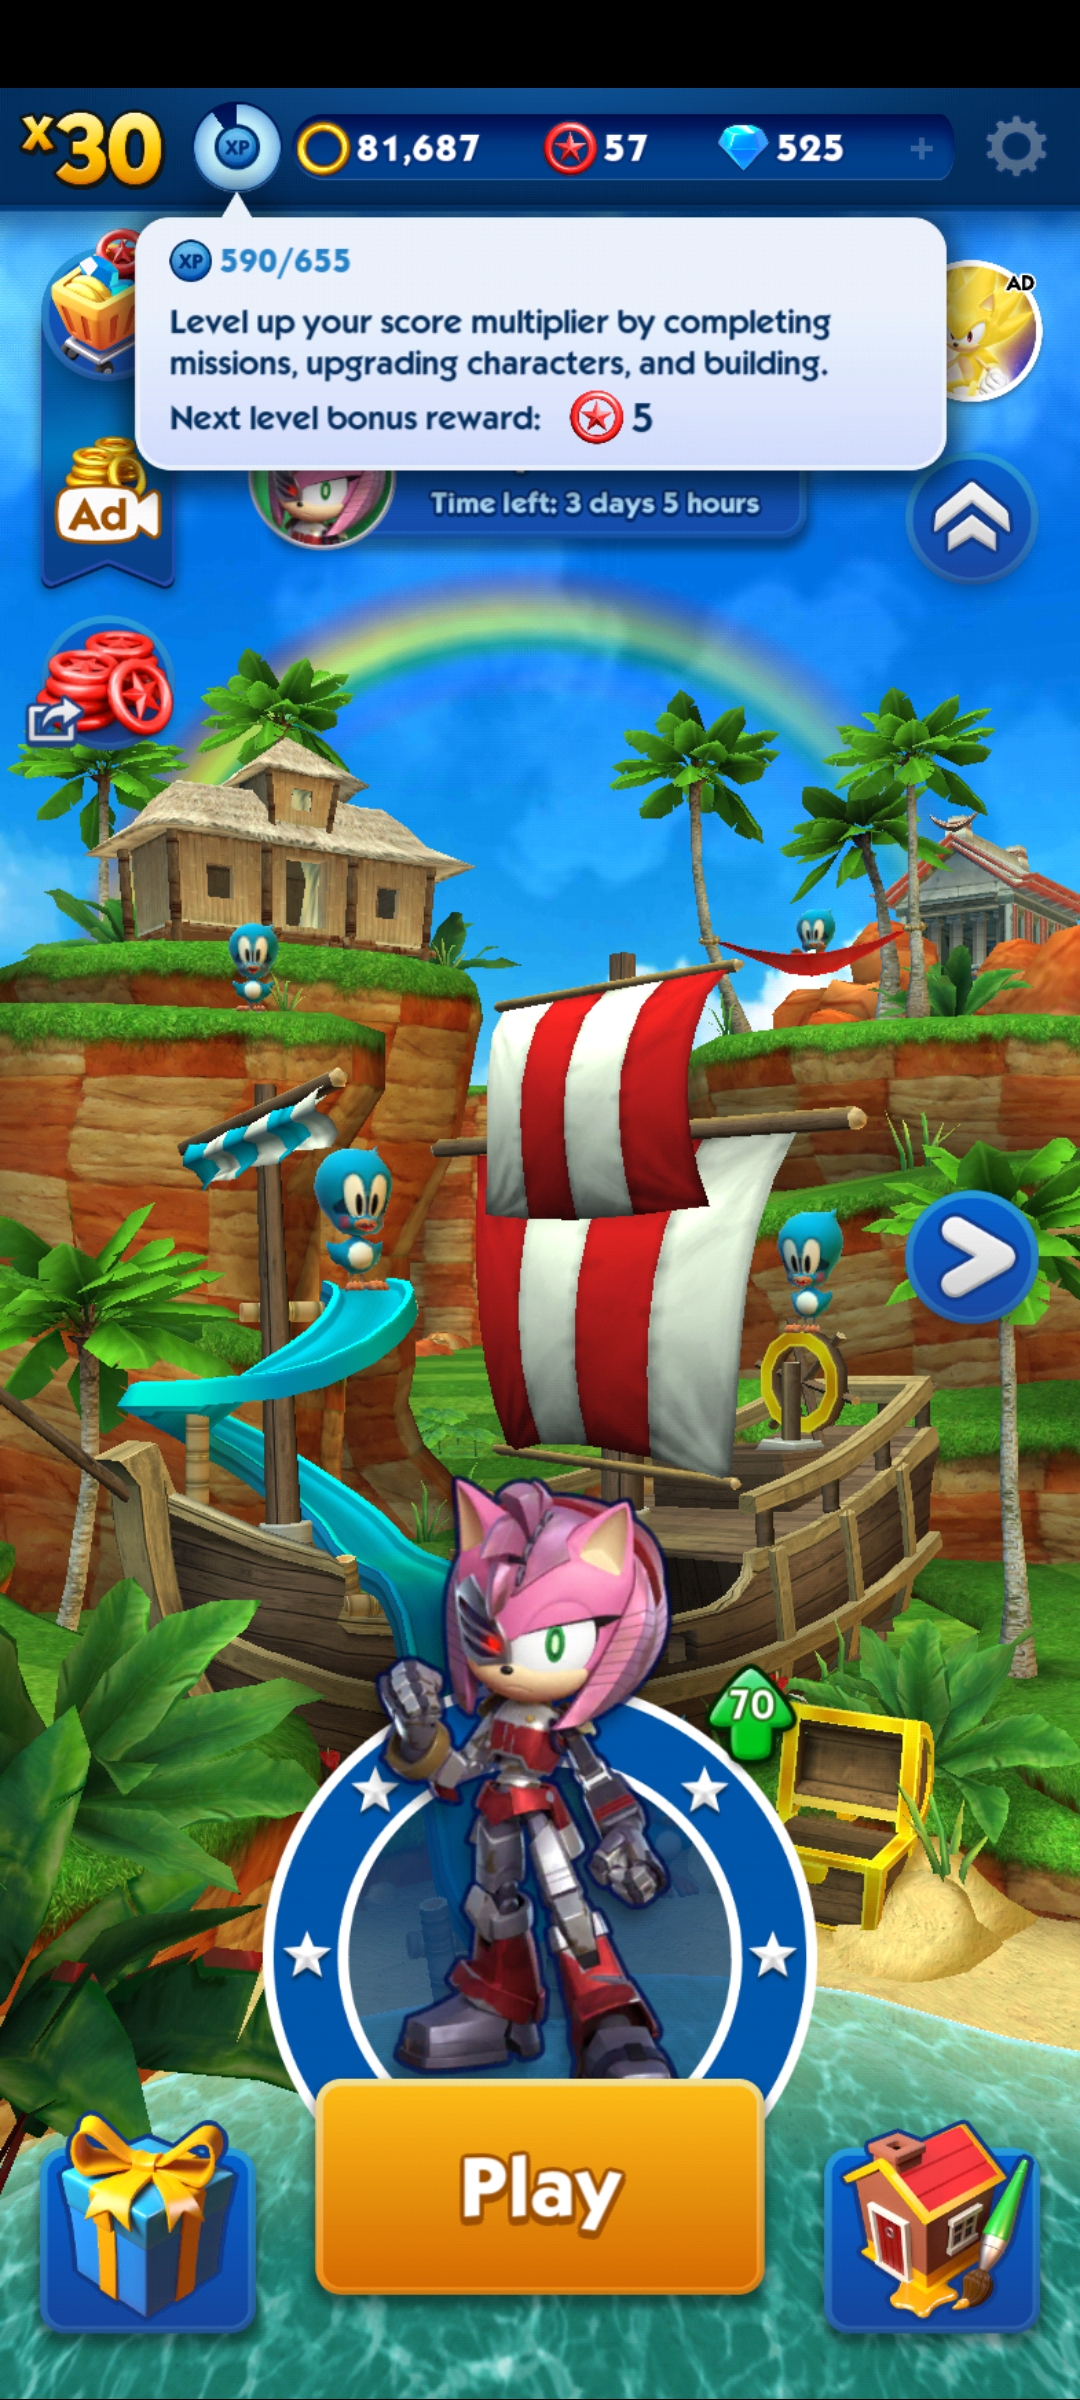 x30
XP
81,687
57
525
+
XP 590/655
Level up your score multiplier by completing
missions, upgrading characters, and building.
Next level bonus reward: 5
AD
Ad
Time left: 3 days 5 hours
70
Play